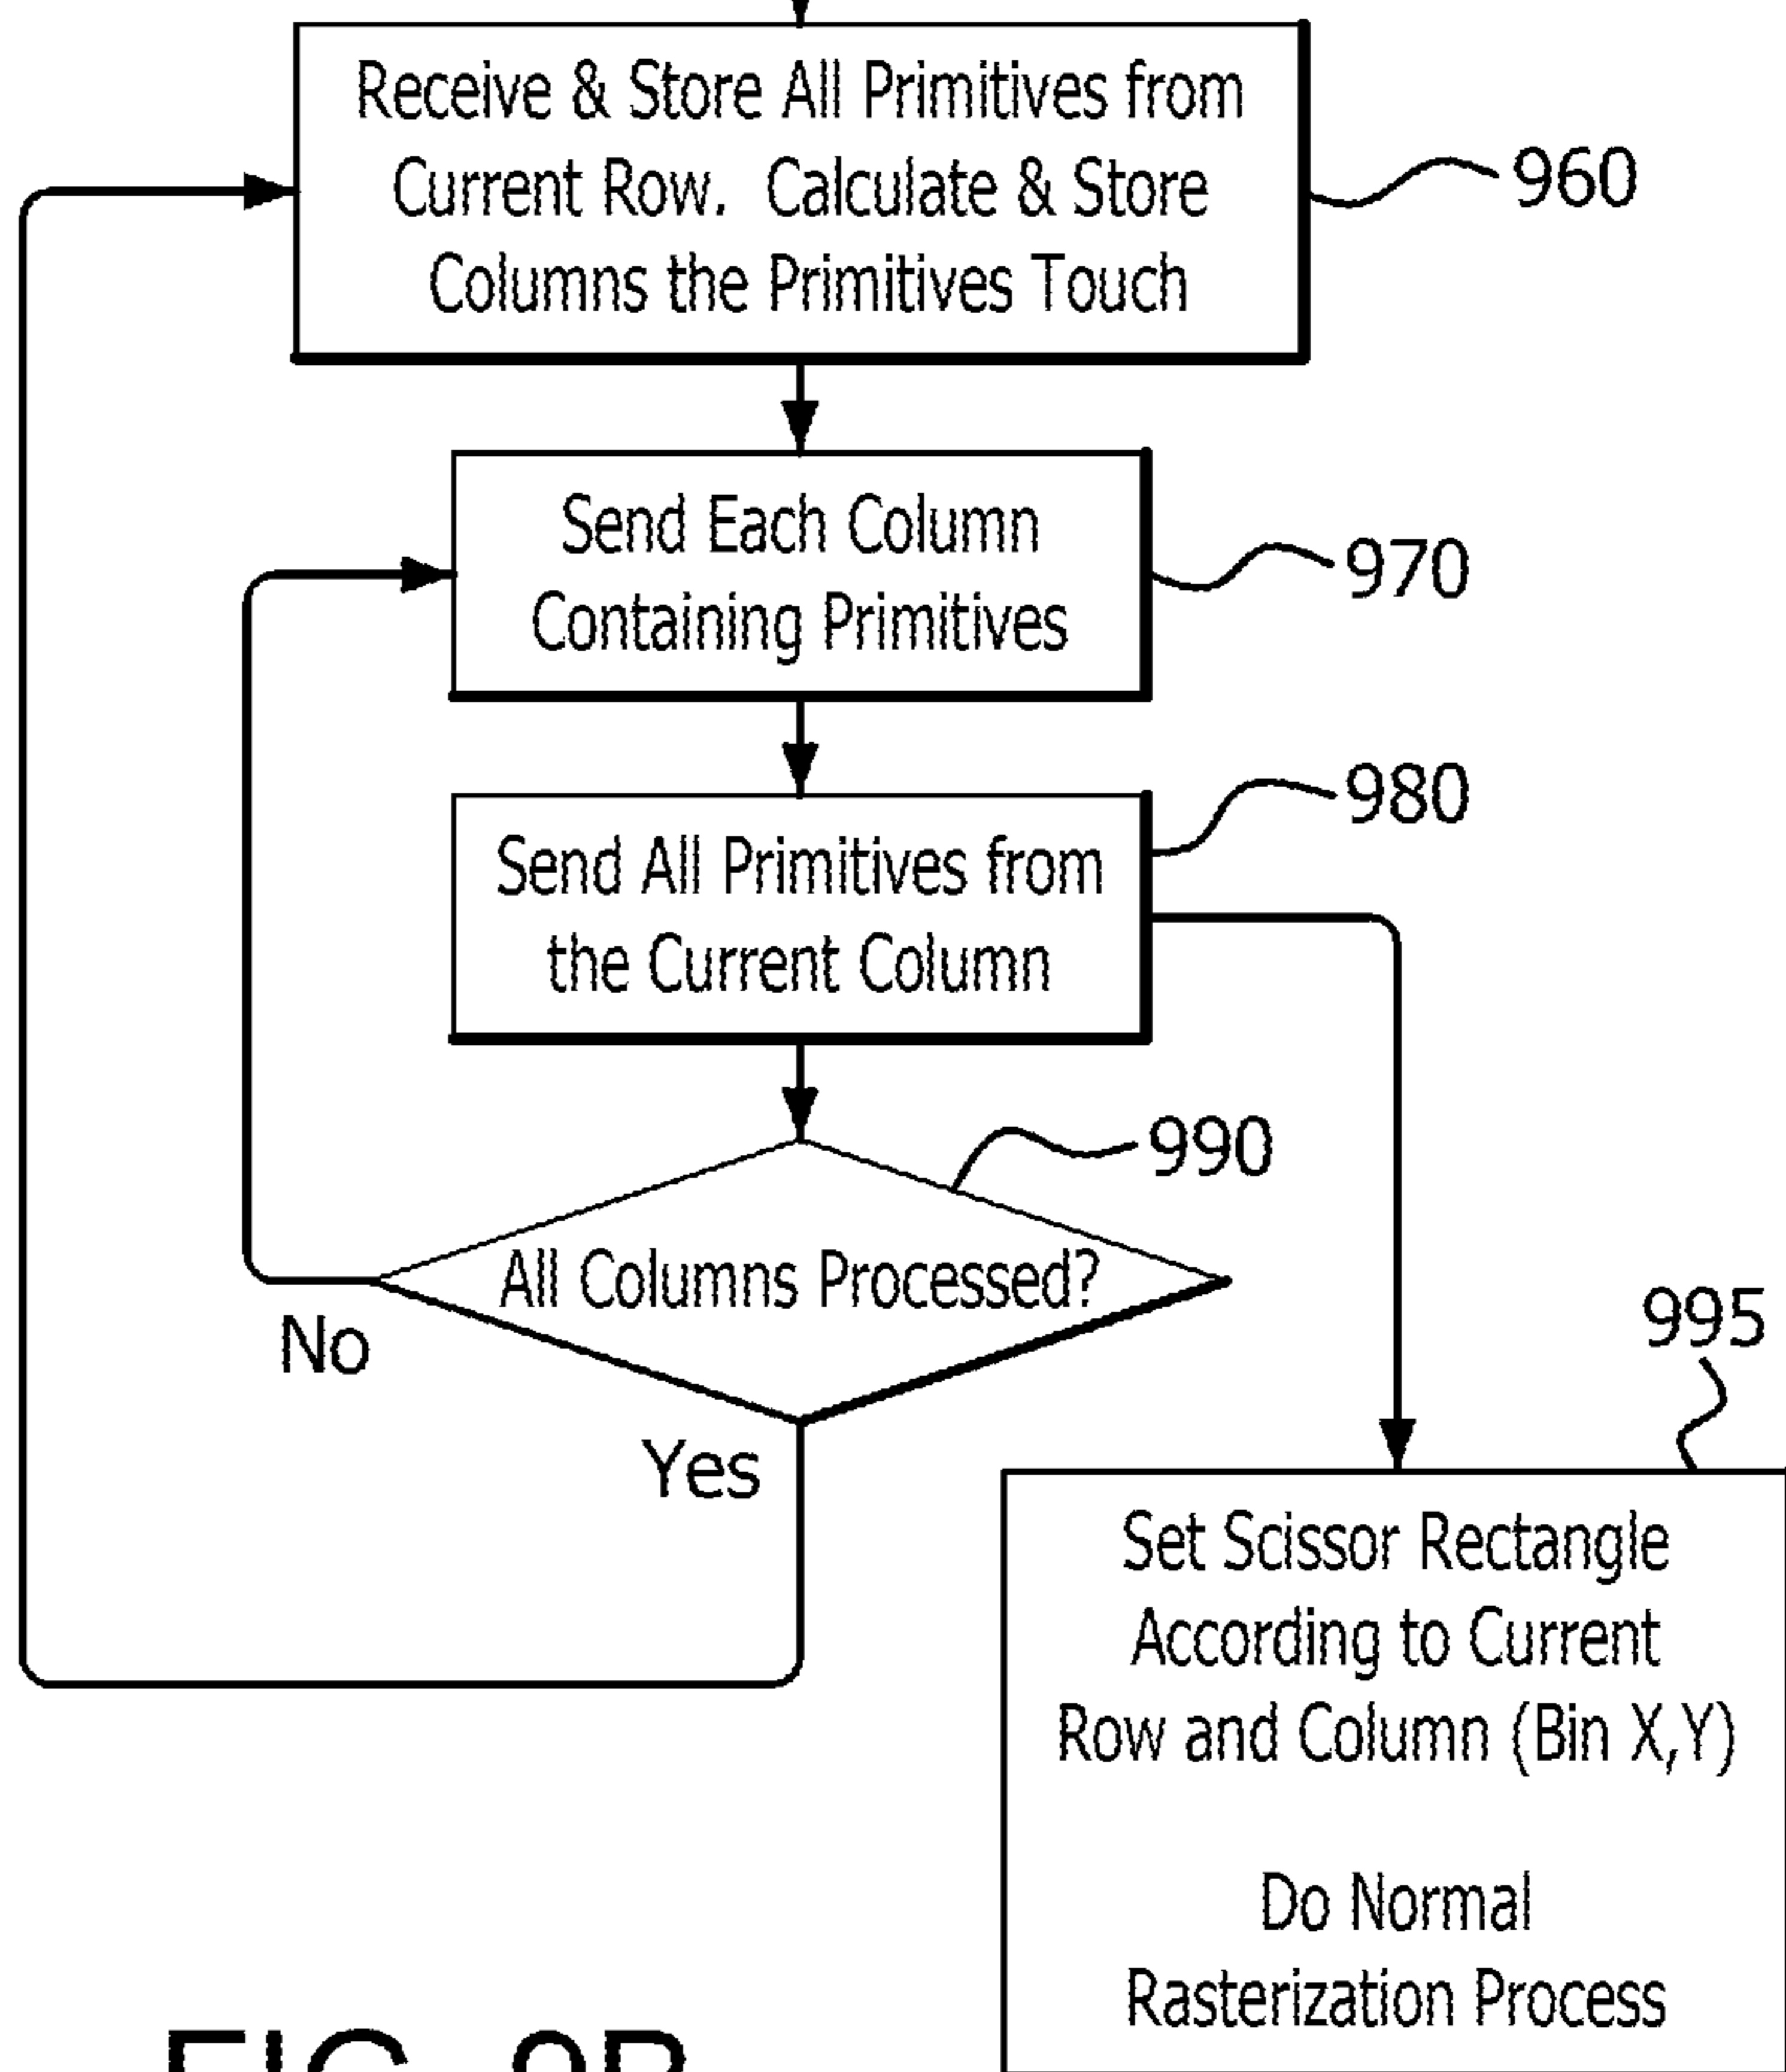 Receive & Store All Primitives from
Current Row. Calculate & Store
Columns the Primitives Touch
960
Send Each Column
Containing Primitives
970
980
Send All Primitives from
the Current Column
990
All Columns Processed?
No
Yes
995
Set Scissor Rectangle
According to Current
Row and Column (Bin X,Y)
Do Normal
Rasterization Process